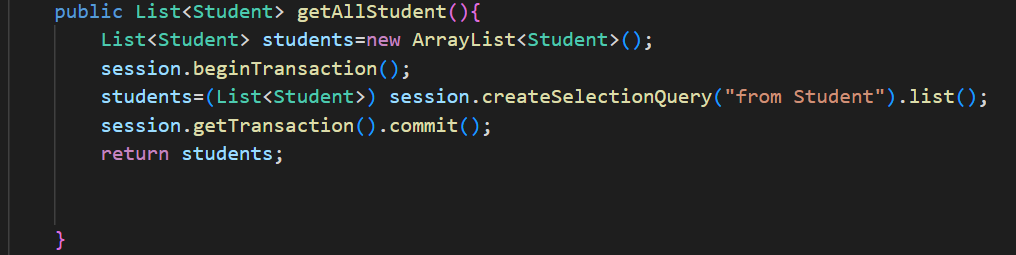 public List<Student> getAllStudent(){
List<Student> students=new ArrayList<Student>();
session.beginTransaction();
students=(List<Student>) session.createSelectionQuery("from Student").list();
session.getTransaction().commit();
return students;
}